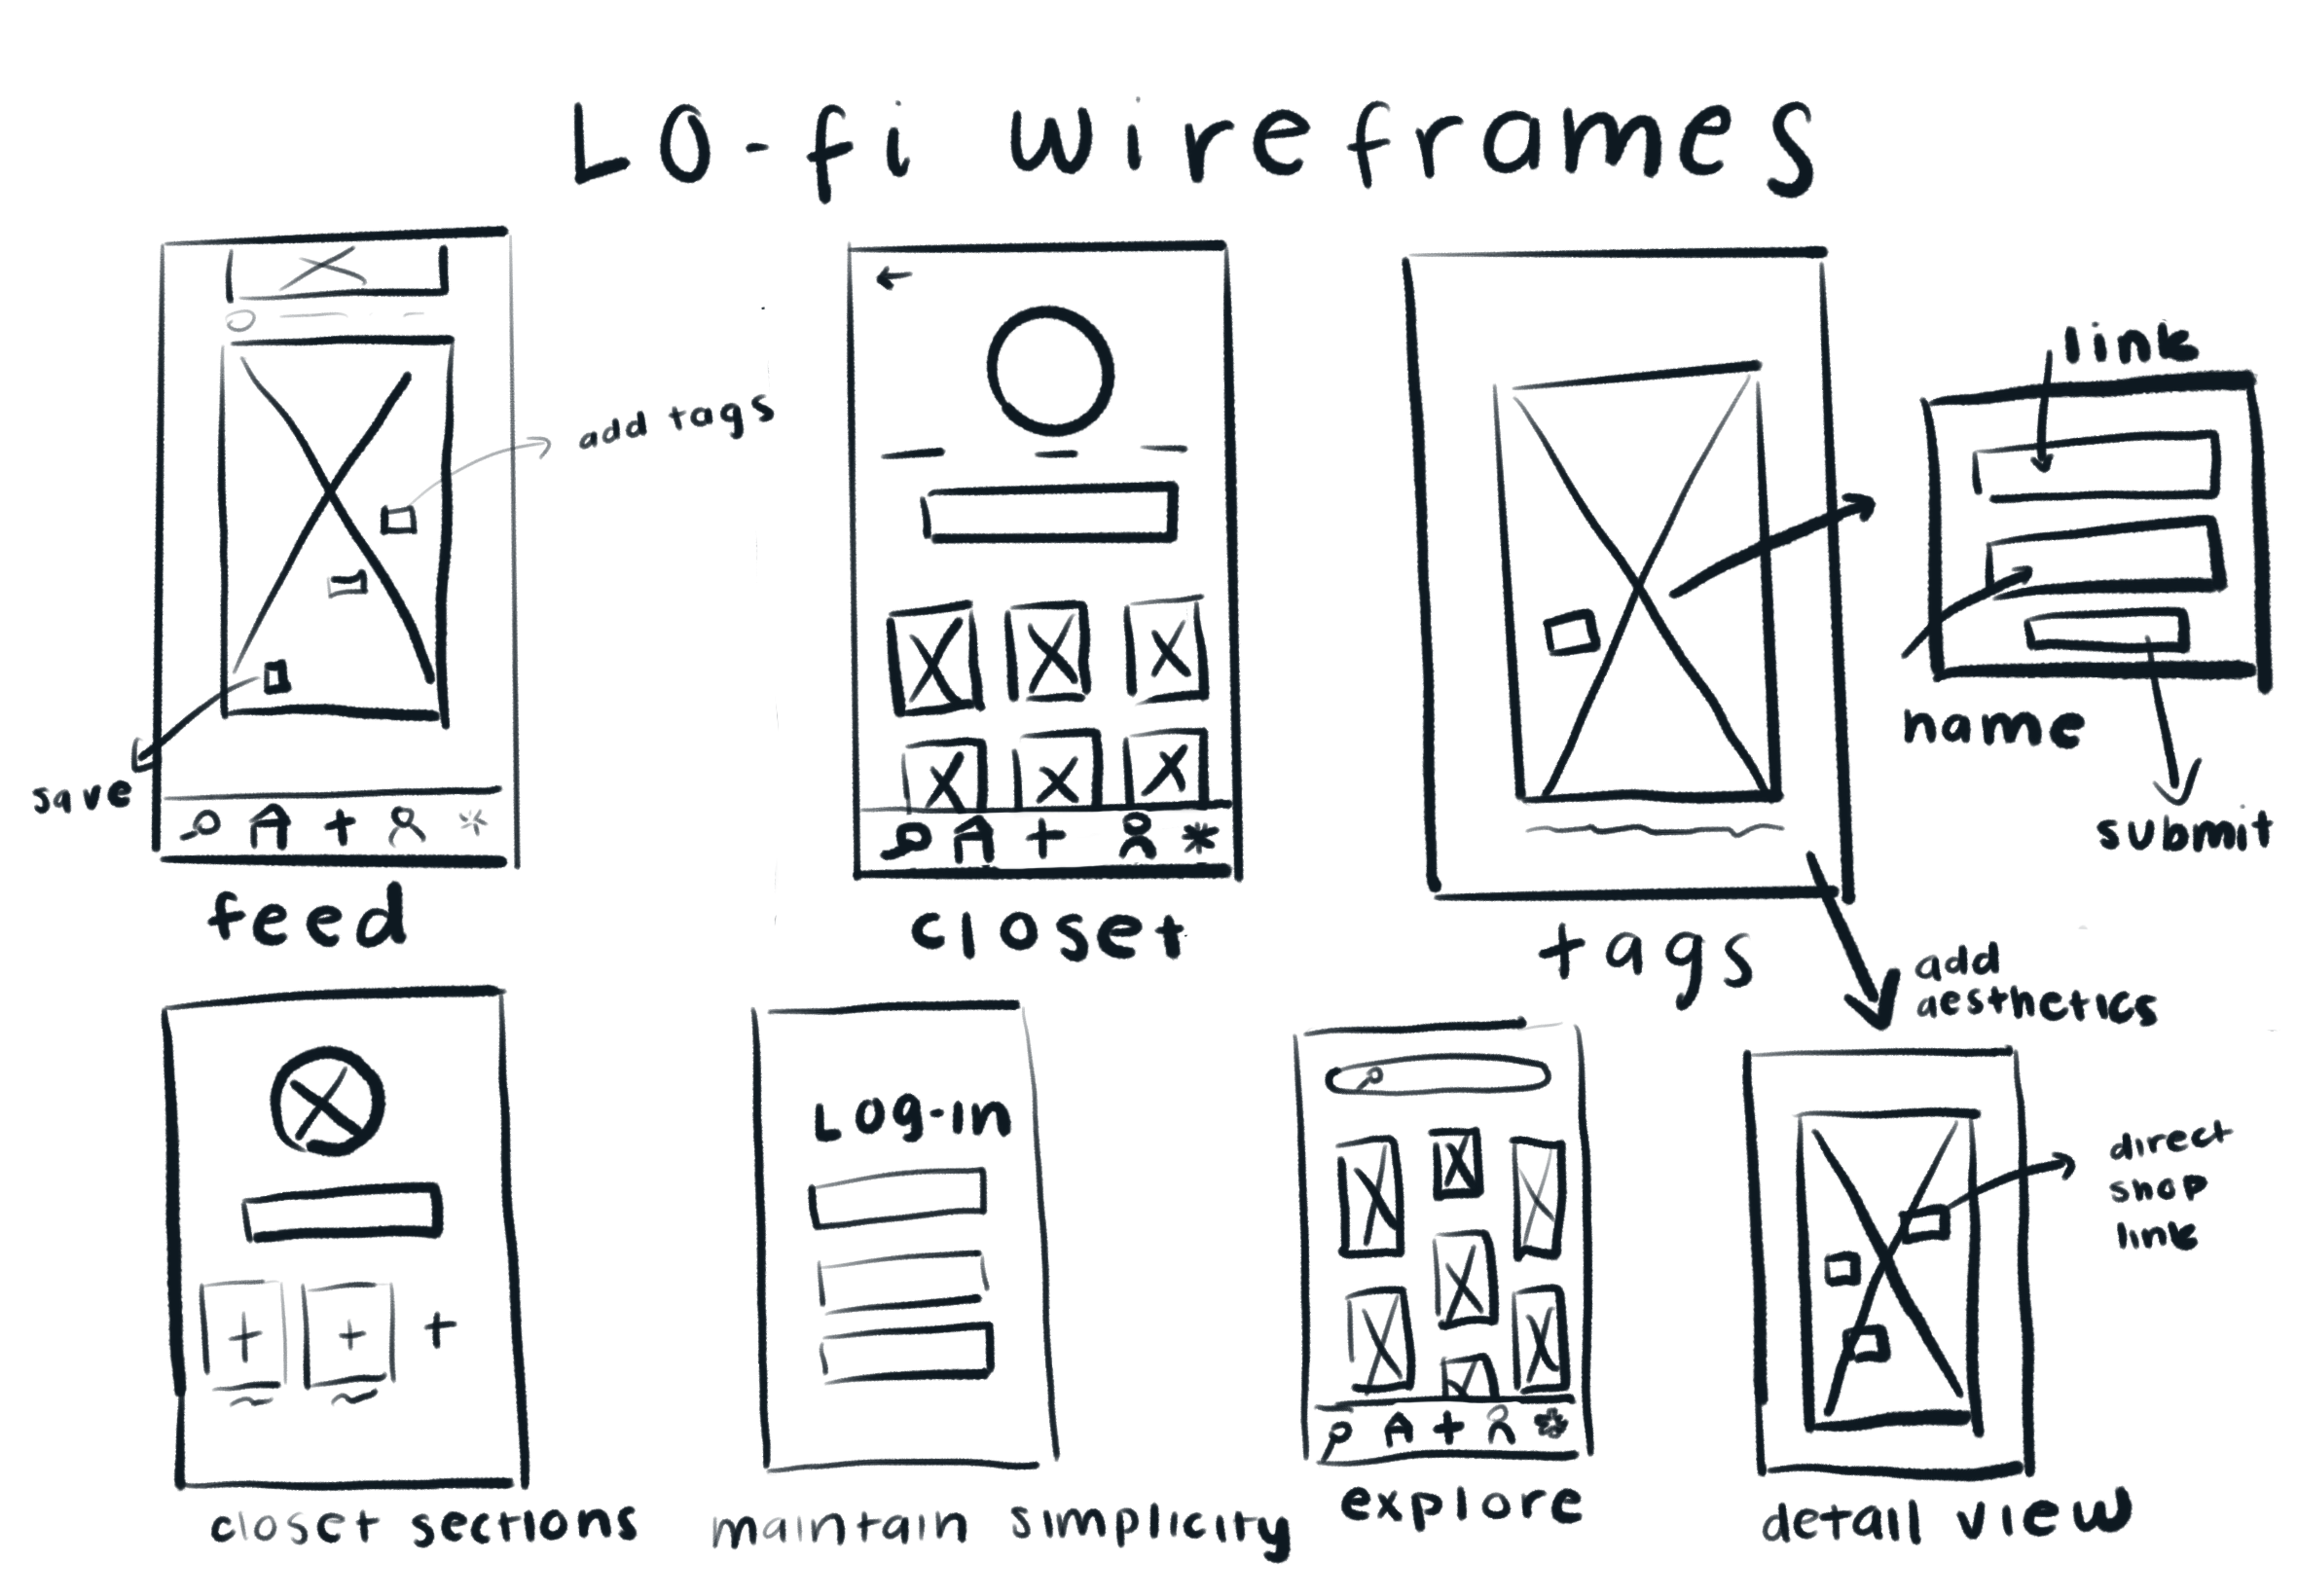 LO-fi wireframes
add tags
save
feed
closet
link
name
submit
tags
add
aesthetics
closet sections
Log-in
maintain simplicity
explore
direct
shop
link
detail view